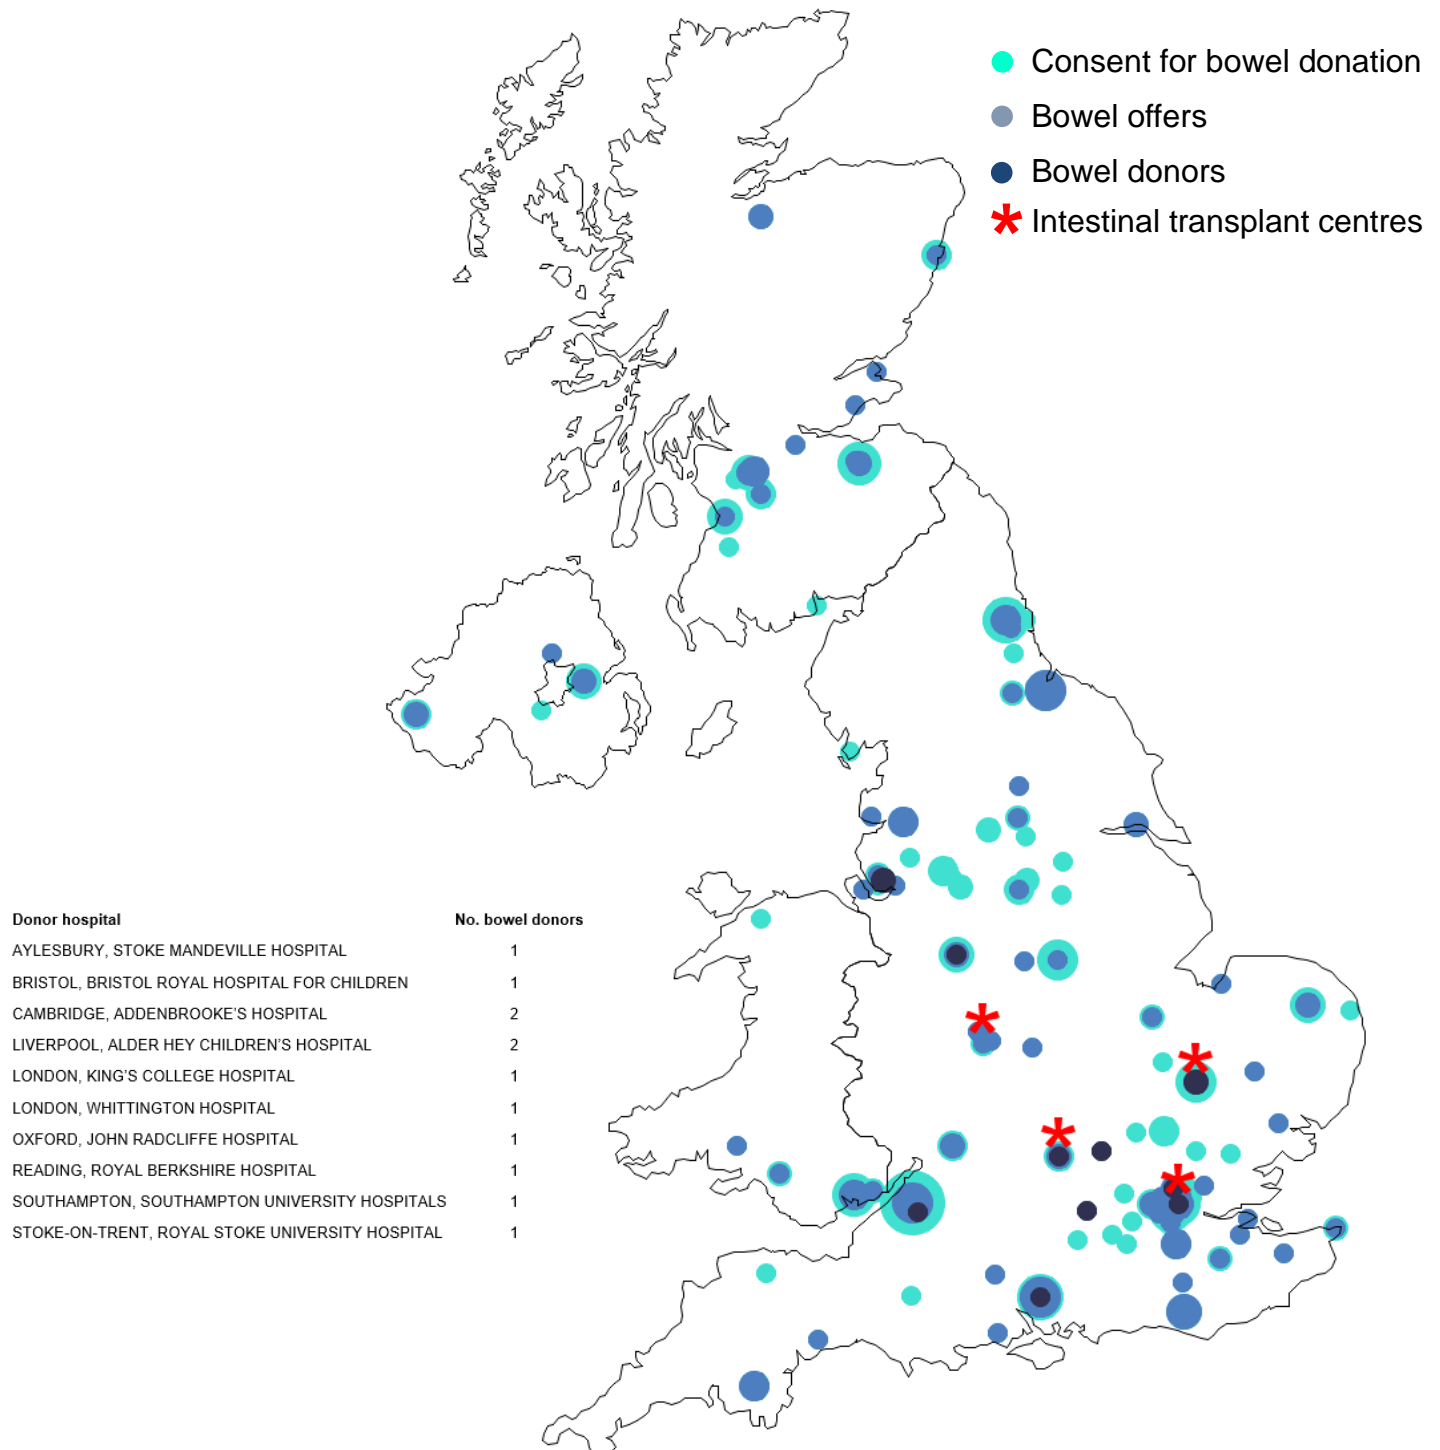 Consent for bowel donation
Bowel offers
Bowel donors
Intestinal transplant centres
Donor hospital No. bowel donors
AYLESBURY, STOKE MANDEVILLE HOSPITAL 1
BRISTOL, BRISTOL ROYAL HOSPITAL FOR CHILDREN 1
CAMBRIDGE, ADDENBROOKE'S HOSPITAL 2
LIVERPOOL, ALDER HEY CHILDREN'S HOSPITAL 2
LONDON, KING'S COLLEGE HOSPITAL 1
LONDON, WHITTINGTON HOSPITAL 1
OXFORD, JOHN RADCLIFFE HOSPITAL 1
READING, ROYAL BERKSHIRE HOSPITAL 1
SOUTHAMPTON, SOUTHAMPTON UNIVERSITY HOSPITALS 1
STOKE-ON-TRENT, ROYAL STOKE UNIVERSITY HOSPITAL 1